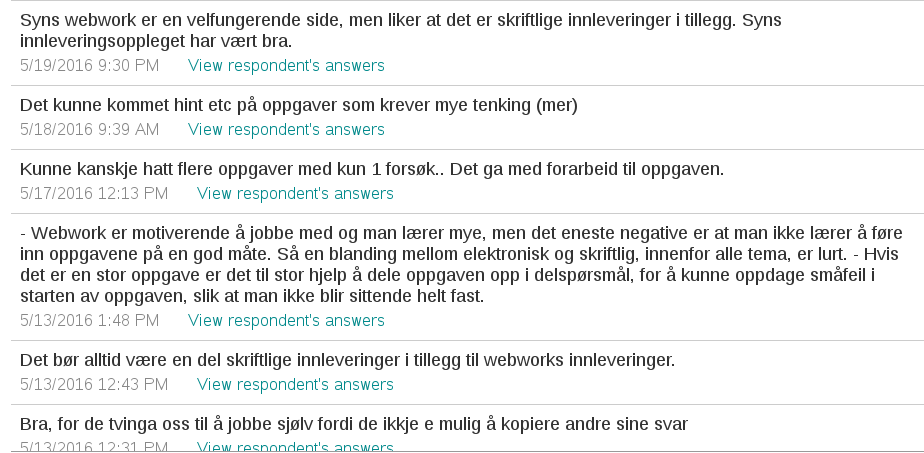 Syns webwork er en velfungerende side, men liker at det er skriftlige innleveringer i tillegg. Syns
innleveringsoppleget har vært bra.
5/19/2016 9:30 PM View respondent's answers
Det kunne kommet hint etc på oppgaver som krever mye tenking (mer)
5/18/2016 9:39 AM View respondent's answers
Kunne kanskje hatt flere oppgaver med kun 1 forsøk.. Det ga med forarbeid til oppgaven.
5/17/2016 12:13 PM View respondent's answers
- Webwork er motiverende å jobbe med og man lærer mye, men det eneste negative er at man ikke lærer å føre
inn oppgavene på en god måte. Så en blanding mellom elektronisk og skriftlig, innenfor alle tema, er lurt. - Hvis
det er en stor oppgave er det til stor hjelp å dele oppgaven opp i delspørsmål, for å kunne oppdage småfeil i
starten av oppgaven, slik at man ikke blir sittende helt fast.
5/13/2016 1:48 PM View respondent's answers
Det bør alltid være en del skriftlige innleveringer i tillegg til webworks innleveringer.
5/13/2016 12:43 PM View respondent's answers
Bra, for de tvinga oss til å jobbe sjølv fordi de ikkje e mulig å kopiere andre sine svar
5/13/2016 12:31 PM View respondent's answers